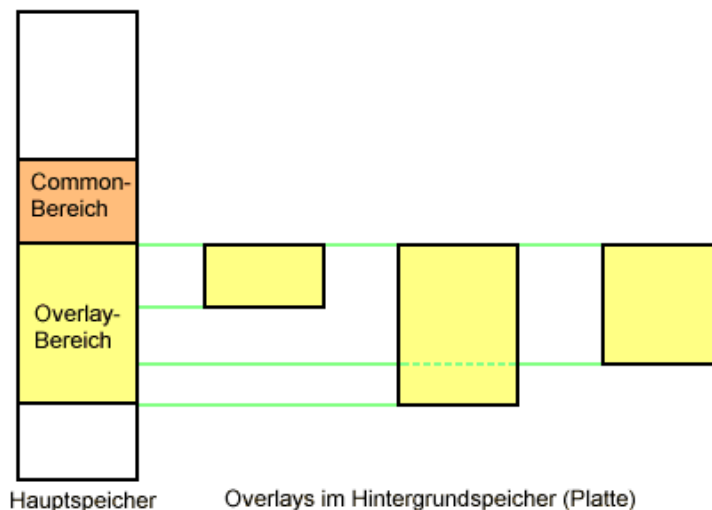 Common-
Bereich
Overlay-
Bereich
Hauptspeicher
Overlays im Hintergrundspeicher (Platte)